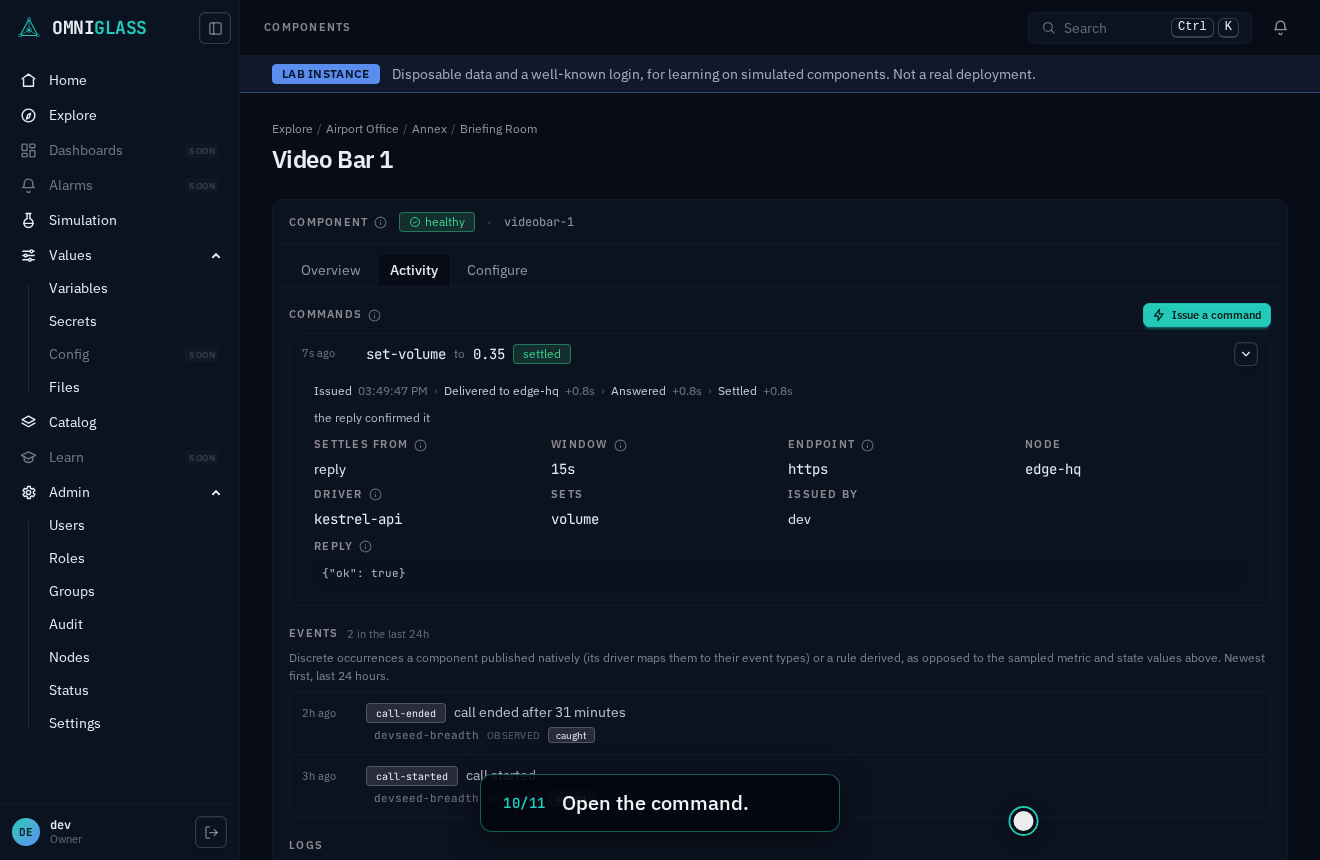 OMNIGLASS
COMPONENTS
Search
Ctrl K
LAB INSTANCE Disposable data and a well-known login, for learning on simulated components. Not a real deployment.
Home
Explore
Dashboards SOON
Alarms SOON
Simulation
Values
Variables
Secrets
Config SOON
Files
Catalog
Learn SOON
Admin
Users
Roles
Groups
Audit
Nodes
Status
Settings
DE dev
Owner
Explore / Airport Office / Annex / Briefing Room
Video Bar 1
COMPONENT healthy · videobar-1
Overview Activity Configure
COMMANDS Issue a command
7s ago set-volume to 0.35 settled
Issued 03:49:47 PM › Delivered to edge-hq +0.8s › Answered +0.8s › Settled +0.8s
the reply confirmed it
SETTLES FROM WINDOW ENDPOINT NODE
reply 15s https edge-hq
DRIVER SETS ISSUED BY
kestrel-api volume dev
REPLY
{"ok": true}
EVENTS 2 in the last 24h
Discrete occurrences a component published natively (its driver maps them to their event types) or a rule derived, as opposed to the sampled metric and state values above. Newest
first, last 24 hours.
2h ago call-ended call ended after 31 minutes
devseed-breadth OBSERVED caught
3h ago call-started call started
devseed-breadth
10/11 Open the command.
LOGS